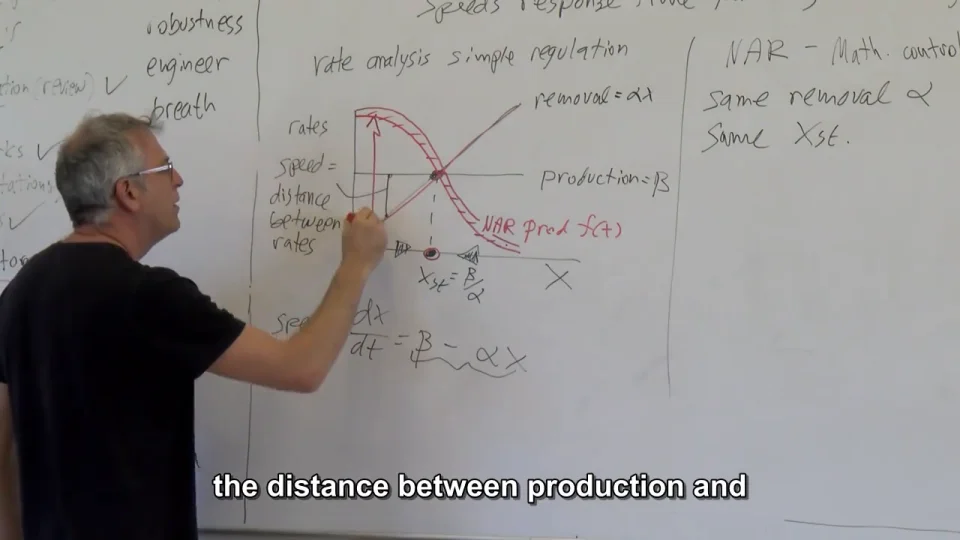 robustness
engineer
breath
rate analysis simple regulation
rates
speed =
distance
between
rates
removal = αx
production = β
NAR prod f(t)
Xst = β/α
X
dx/dt = β - αx
NAR - Math. control
same removal α
same Xst.
the distance between production and